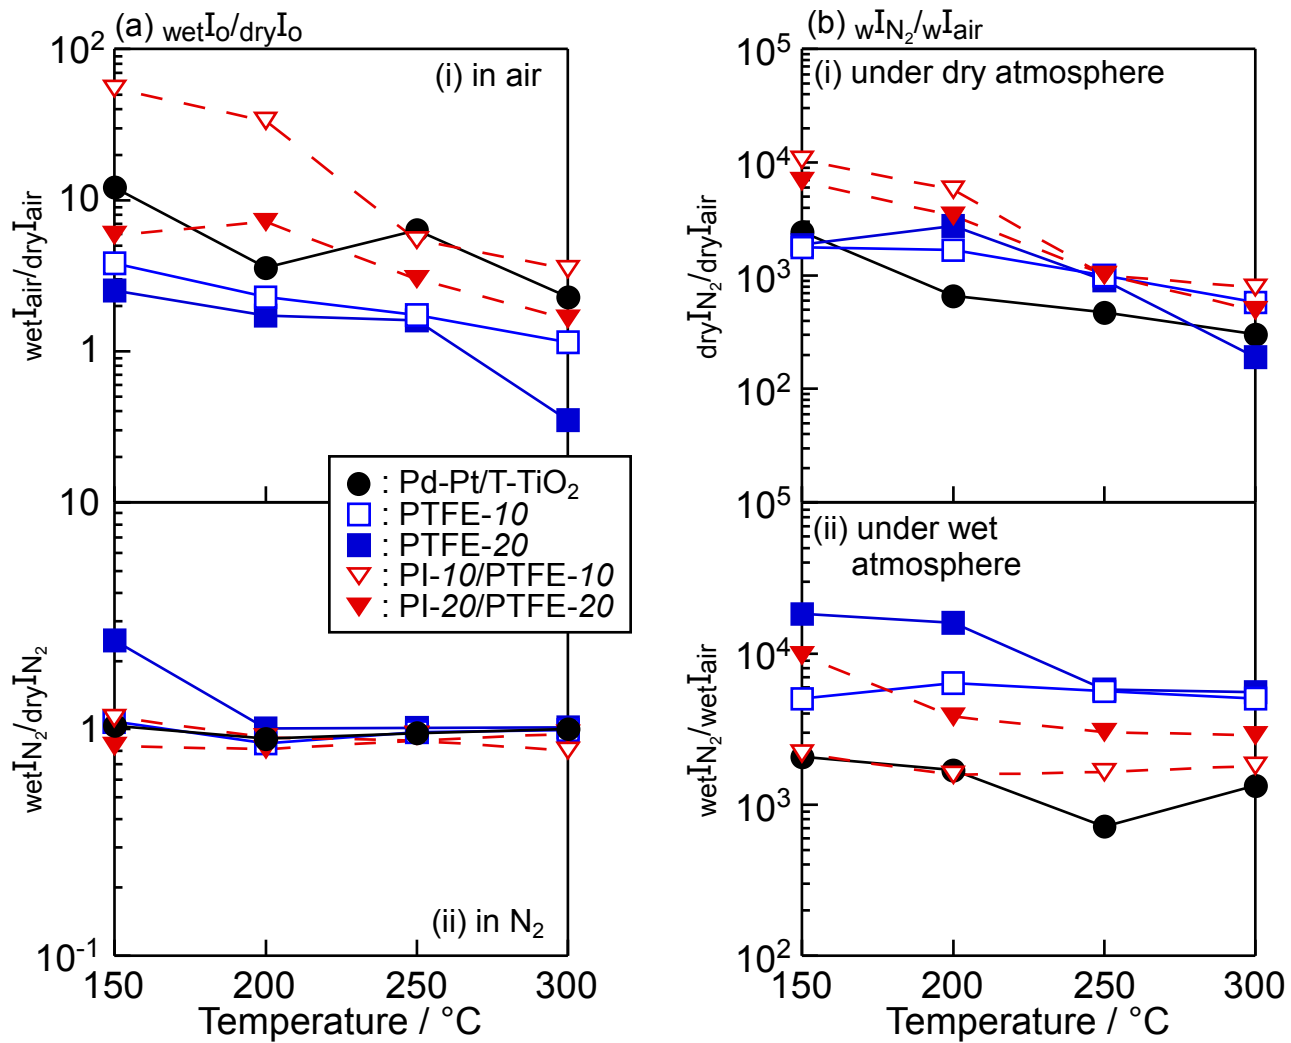 (a) wetIo/dryIo
10²
(i) in air
10
1
wetIair/dryIair
10
: Pd-Pt/T-TiO₂
: PTFE-10
: PTFE-20
: PI-10/PTFE-10
: PI-20/PTFE-20
1
wetIN₂/dryIN₂
(ii) in N₂
10⁻¹
150 200 250 300
Temperature / °C
(b) wIN₂/wIair
10⁵
(i) under dry atmosphere
10⁴
10³
dryIN₂/dryIair
10²
10⁵
(ii) under wet
atmosphere
10⁴
10³
wetIN₂/wetIair
10²
150 200 250 300
Temperature / °C